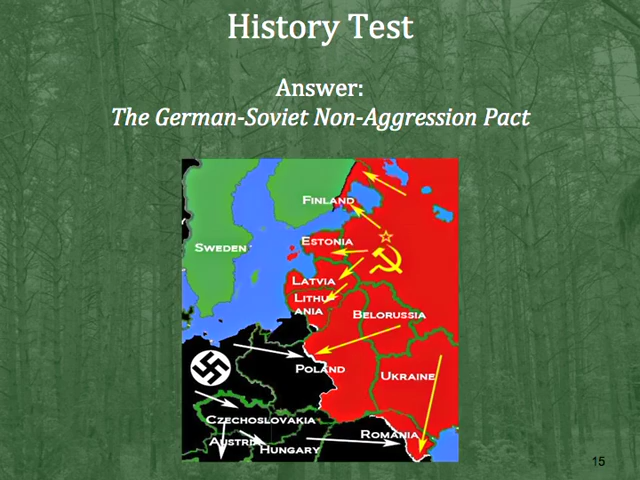 History Test
Answer:
The German-Soviet Non-Aggression Pact
FINLAND
SWEDEN
ESTONIA
LATVIA
LITHU
ANIA
BELORUSSIA
POLAND
UKRAINE
CZECHOSLOVAKIA
ROMANIA
HUNGARY
15